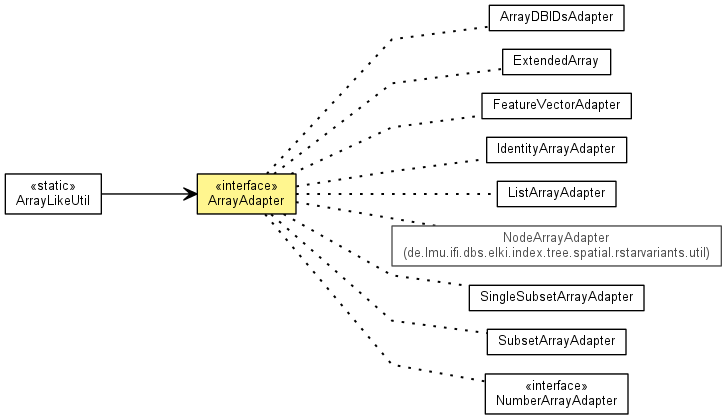 «static»
ArrayLikeUtil
«interface»
ArrayAdapter
ArrayDBIDsAdapter
ExtendedArray
FeatureVectorAdapter
IdentityArrayAdapter
ListArrayAdapter
NodeArrayAdapter
(de.lmu.ifi.dbs.elki.index.tree.spatial.rstarvariants.util)
SingleSubsetArrayAdapter
SubsetArrayAdapter
«interface»
NumberArrayAdapter